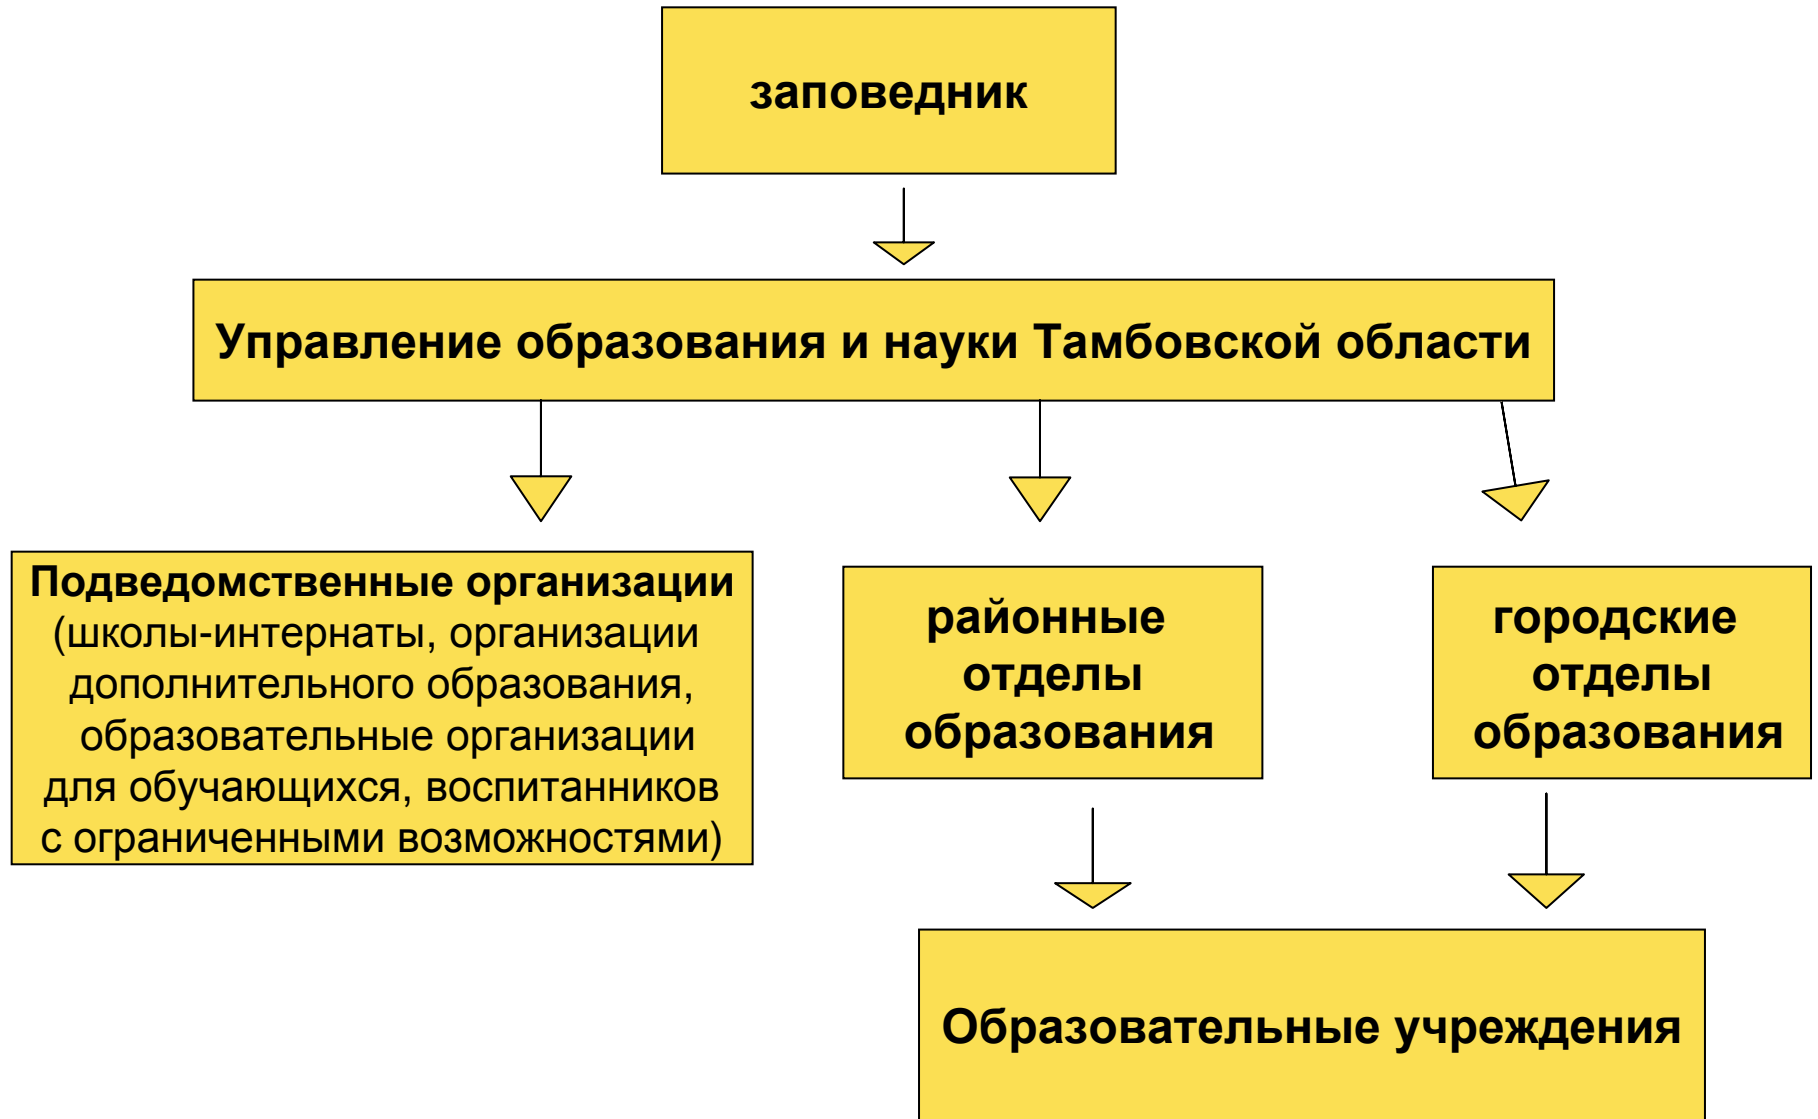 заповедник
Управление образования и науки Тамбовской области
Подведомственные организации
(школы-интернаты, организации
дополнительного образования,
образовательные организации
для обучающихся, воспитанников
с ограниченными возможностями)
районные
отделы
образования
городские
отделы
образования
Образовательные учреждения